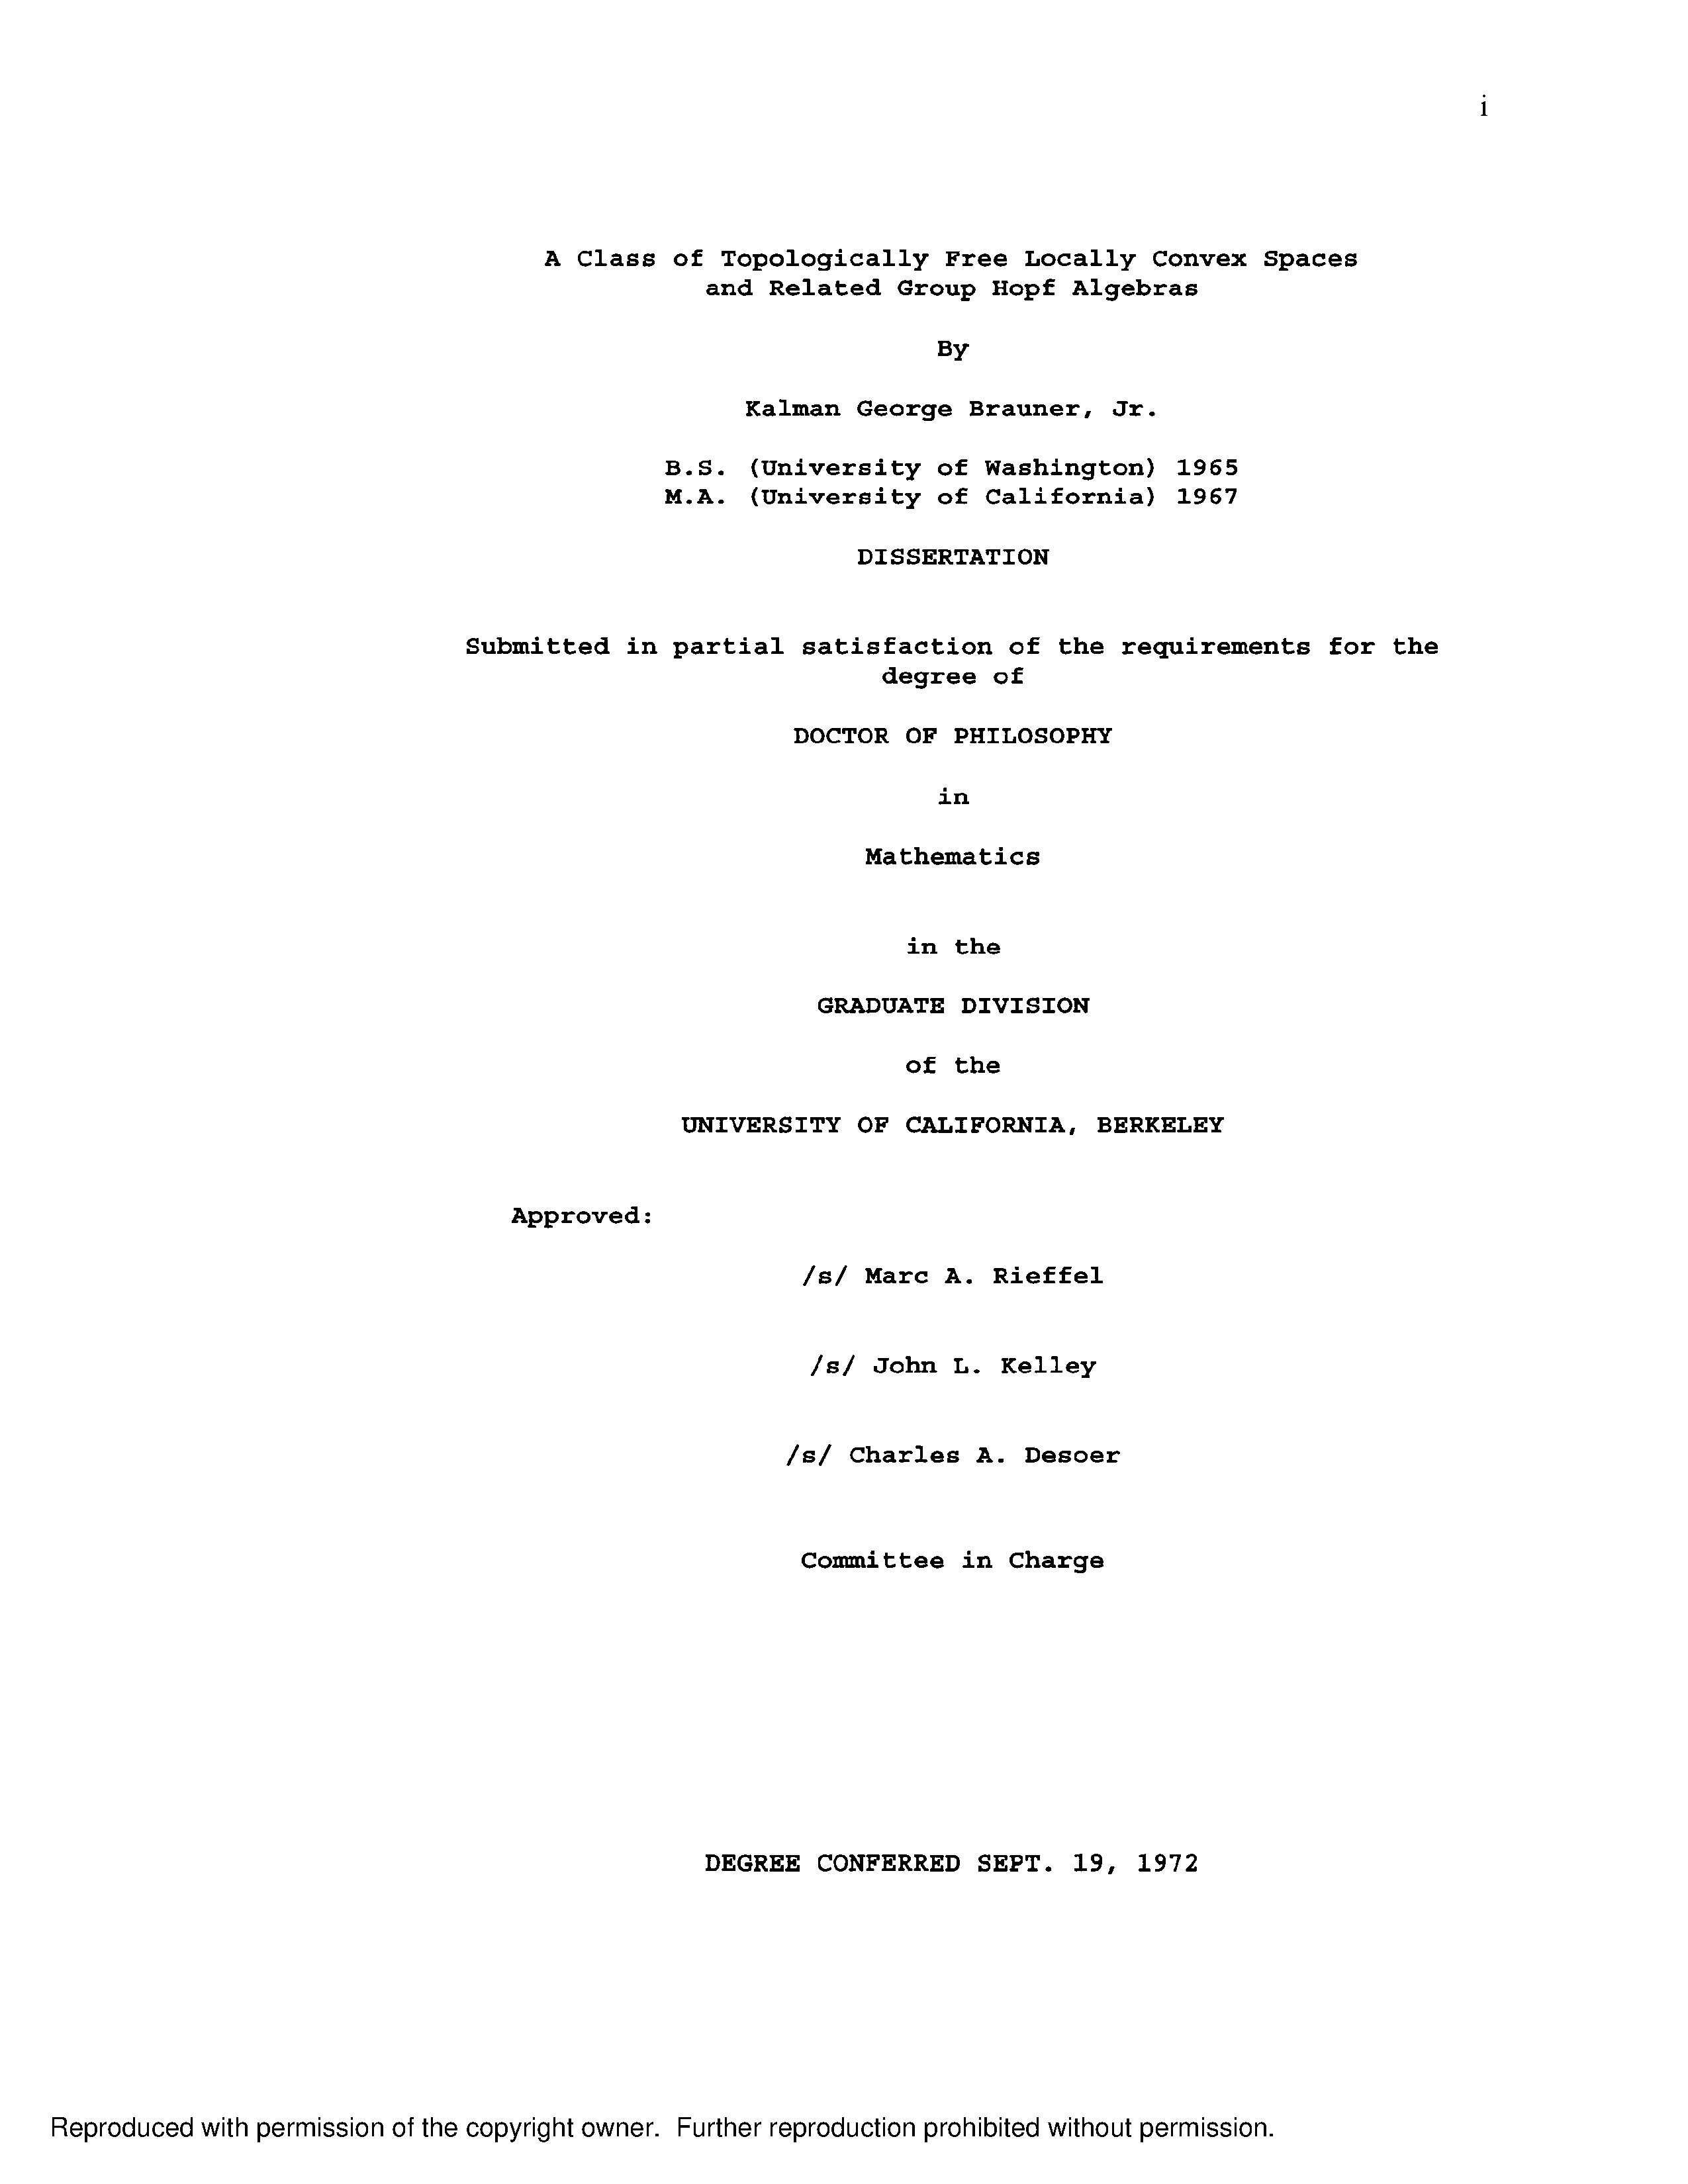 i
A Class of Topologically Free Locally Convex Spaces
and Related Group Hopf Algebras
By
Kalman George Brauner, Jr.
B.S. (University of Washington) 1965
M.A. (University of California) 1967
DISSERTATION
Submitted in partial satisfaction of the requirements for the
degree of
DOCTOR OF PHILOSOPHY
in
Mathematics
in the
GRADUATE DIVISION
of the
UNIVERSITY OF CALIFORNIA, BERKELEY
Approved:
/s/ Marc A. Rieffel
/s/ John L. Kelley
/s/ Charles A. Desoer
Committee in Charge
DEGREE CONFERRED SEPT. 19, 1972
Reproduced with permission of the copyright owner. Further reproduction prohibited without permission.